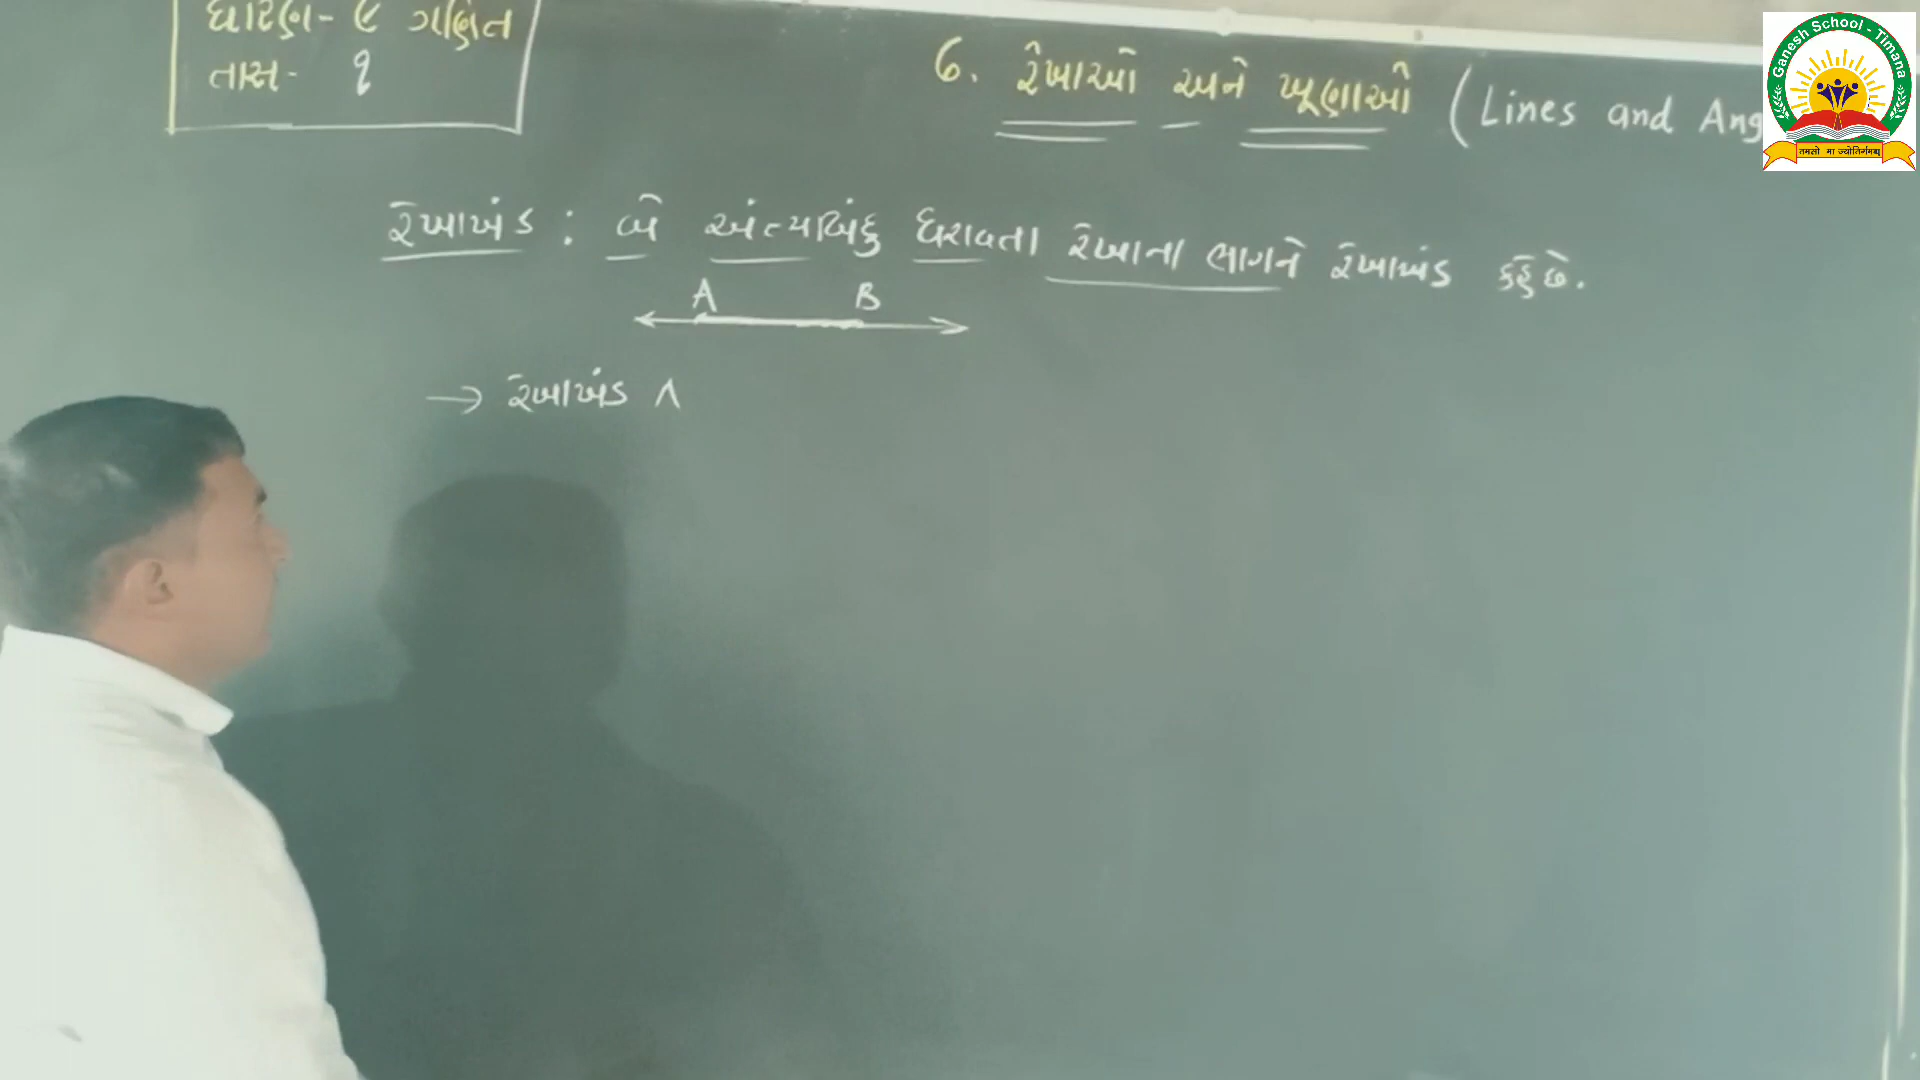 ધોરણ- ૯ ગણિત
તાસ- ૧
6. રેખાઓ અને ખૂણાઓ (Lines and Ang
રેખાખંડ : બે અંત્યબિંદુ ધરાવતા રેખાના ભાગને રેખાખંડ કહે છે.
A B
→ રેખાખંડ A
Ganesh School - Timana
तमसो मा ज्योतिर्गमय